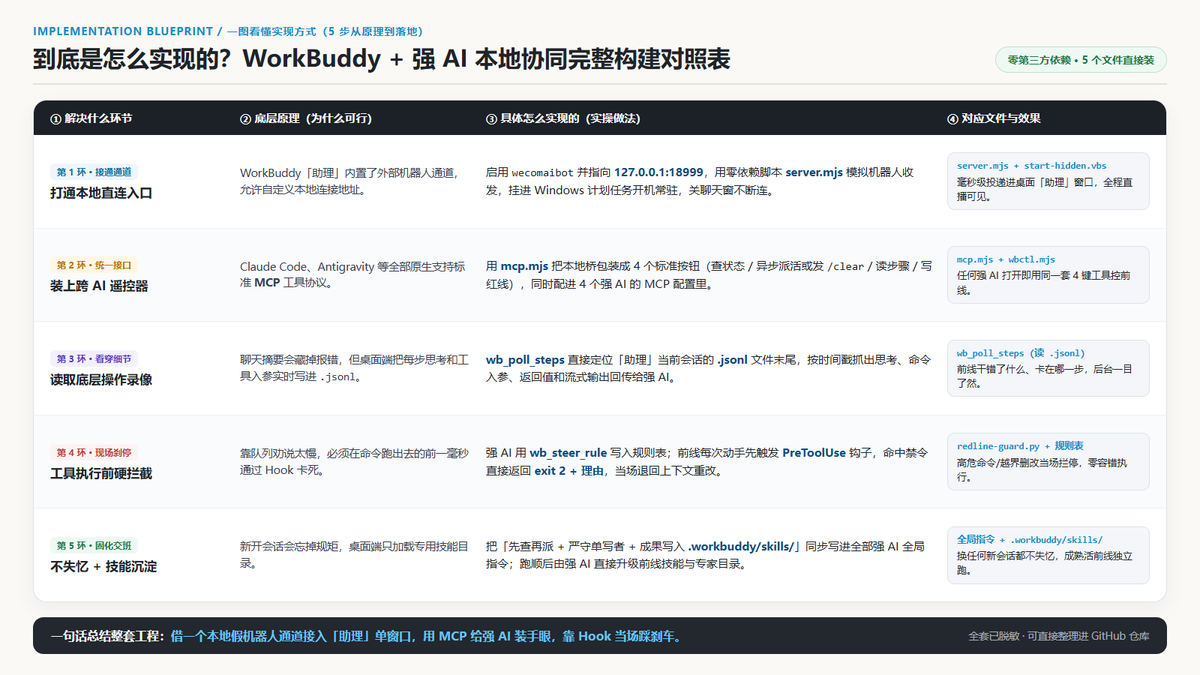 IMPLEMENTATION BLUEPRINT / 一图看懂实现方式（5 步从原理到落地）
到底是怎么实现的？WorkBuddy + 强 AI 本地协同完整构建对照表
零第三方依赖 • 5 个文件直接装
① 解决什么环节
② 底层原理（为什么可行）
③ 具体怎么实现的（实操做法）
④ 对应文件与效果
第 1 环 • 接通通道
打通本地直连入口
WorkBuddy「助理」内置了外部机器人通道，
允许自定义本地连接地址。
启用 wecomaibot 并指向 127.0.0.1:18999，用零依赖脚本 server.mjs 模拟机器人收
发，挂进 Windows 计划任务开机常驻，关聊天窗不断连。
server.mjs + start-hidden.vbs
毫秒级投递进桌面「助理」窗口，全程直
播可见。
第 2 环 • 统一接口
装上跨 AI 遥控器
Claude Code、Antigravity 等全部原生支持标
准 MCP 工具协议。
用 mcp.mjs 把本地桥包装成 4 个标准按钮（查状态 / 异步派活或发 /clear / 读步骤 / 写
红线），同时配进 4 个强 AI 的 MCP 配置里。
mcp.mjs + wbctl.mjs
任何强 AI 打开即用同一套 4 键工具控前
线。
第 3 环 • 看穿细节
读取底层操作录像
聊天摘要会藏掉报错，但桌面端把每步思考和工
具入参实时写进 .jsonl。
wb_poll_steps 直接定位「助理」当前会话的 .jsonl 文件末尾，按时间戳抓出思考、命令
入参、返回值和流式输出回传给强 AI。
wb_poll_steps (读 .jsonl)
前线干错了什么、卡在哪一步，后台一目
了然。
第 4 环 • 现场刹停
工具执行前硬拦截
靠队列劝说太慢，必须在命令跑出去的前一毫秒
通过 Hook 卡死。
强 AI 用 wb_steer_rule 写入规则表；前线每次动手先触发 PreToolUse 钩子，命中禁令
直接返回 exit 2 + 理由，当场退回上下文重改。
redline-guard.py + 规则表
高危命令/越界删改当场拦停，零容错执
行。
第 5 环 • 固化交班
不失忆 + 技能沉淀
新开会话会忘掉规矩，桌面端只加载专用技能目
录。
把「先查再派 + 严守单写者 + 成果写入 .workbuddy/skills/」同步写进全部强 AI 全局
指令；跑顺后由强 AI 直接升级前线技能与专家目录。
全局指令 + .workbuddy/skills/
换任何新会话都不失忆，成熟活前线独立
跑。
一句话总结整套工程：借一个本地假机器人通道接入「助理」单窗口，用 MCP 给强 AI 装手眼，靠 Hook 当场踩刹车。
全套已脱敏 · 可直接整理进 GitHub 仓库